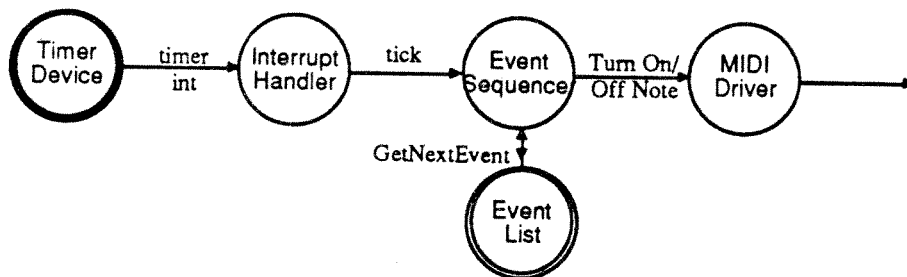 Timer
Device
timer
int
Interrupt
Handler
tick
Event
Sequence
Turn On/
Off Note
MIDI
Driver
GetNextEvent
Event
List